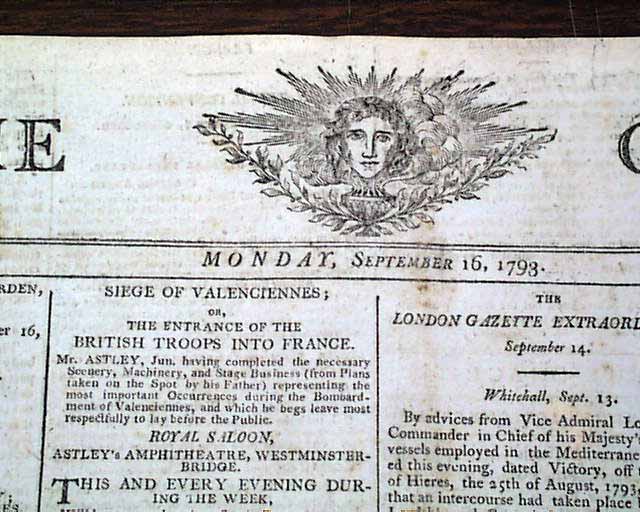 HE
MONDAY, SEPTEMBER 16, 1793.
RDEN,
er 16,
SIEGE OF VALENCIENNES;
OR,
THE ENTRANCE OF THE
BRITISH TROOPS INTO FRANCE.
Mr. ASTLEY, Jun. having completed the necessary
Scenery, Machinery, and Stage Business (from Plans
taken on the Spot by his Father) representing the
most important Occurrences during the Bombard-
ment of Valenciennes, and which he begs leave most
respectfully to lay before the Public.
ROYAL SALOON,
ASTLEY's AMPHITHEATRE, WESTMINSTER-
BRIDGE.
THIS AND EVERY EVENING DUR-
ING THE WEEK,
THE
LONDON GAZETTE EXTRAORD
September 14.
Whitehall, Sept. 13.
By advices from Vice Admiral Lo
Commander in Chief of his Majesty's
vessels employed in the Mediterrane
ed this evening, dated Victory, off t
of Hieres, the 25th of August, 1793,
that an intercourse had taken place b